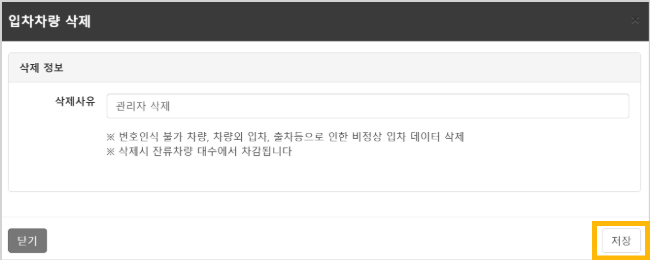 입차차량 삭제
×
삭제 정보
삭제사유 관리자 삭제
※ 번호인식 불가 차량, 차량외 입차, 출차등으로 인한 비정상 입차 데이터 삭제
※ 삭제시 잔류차량 대수에서 차감됩니다
닫기 저장